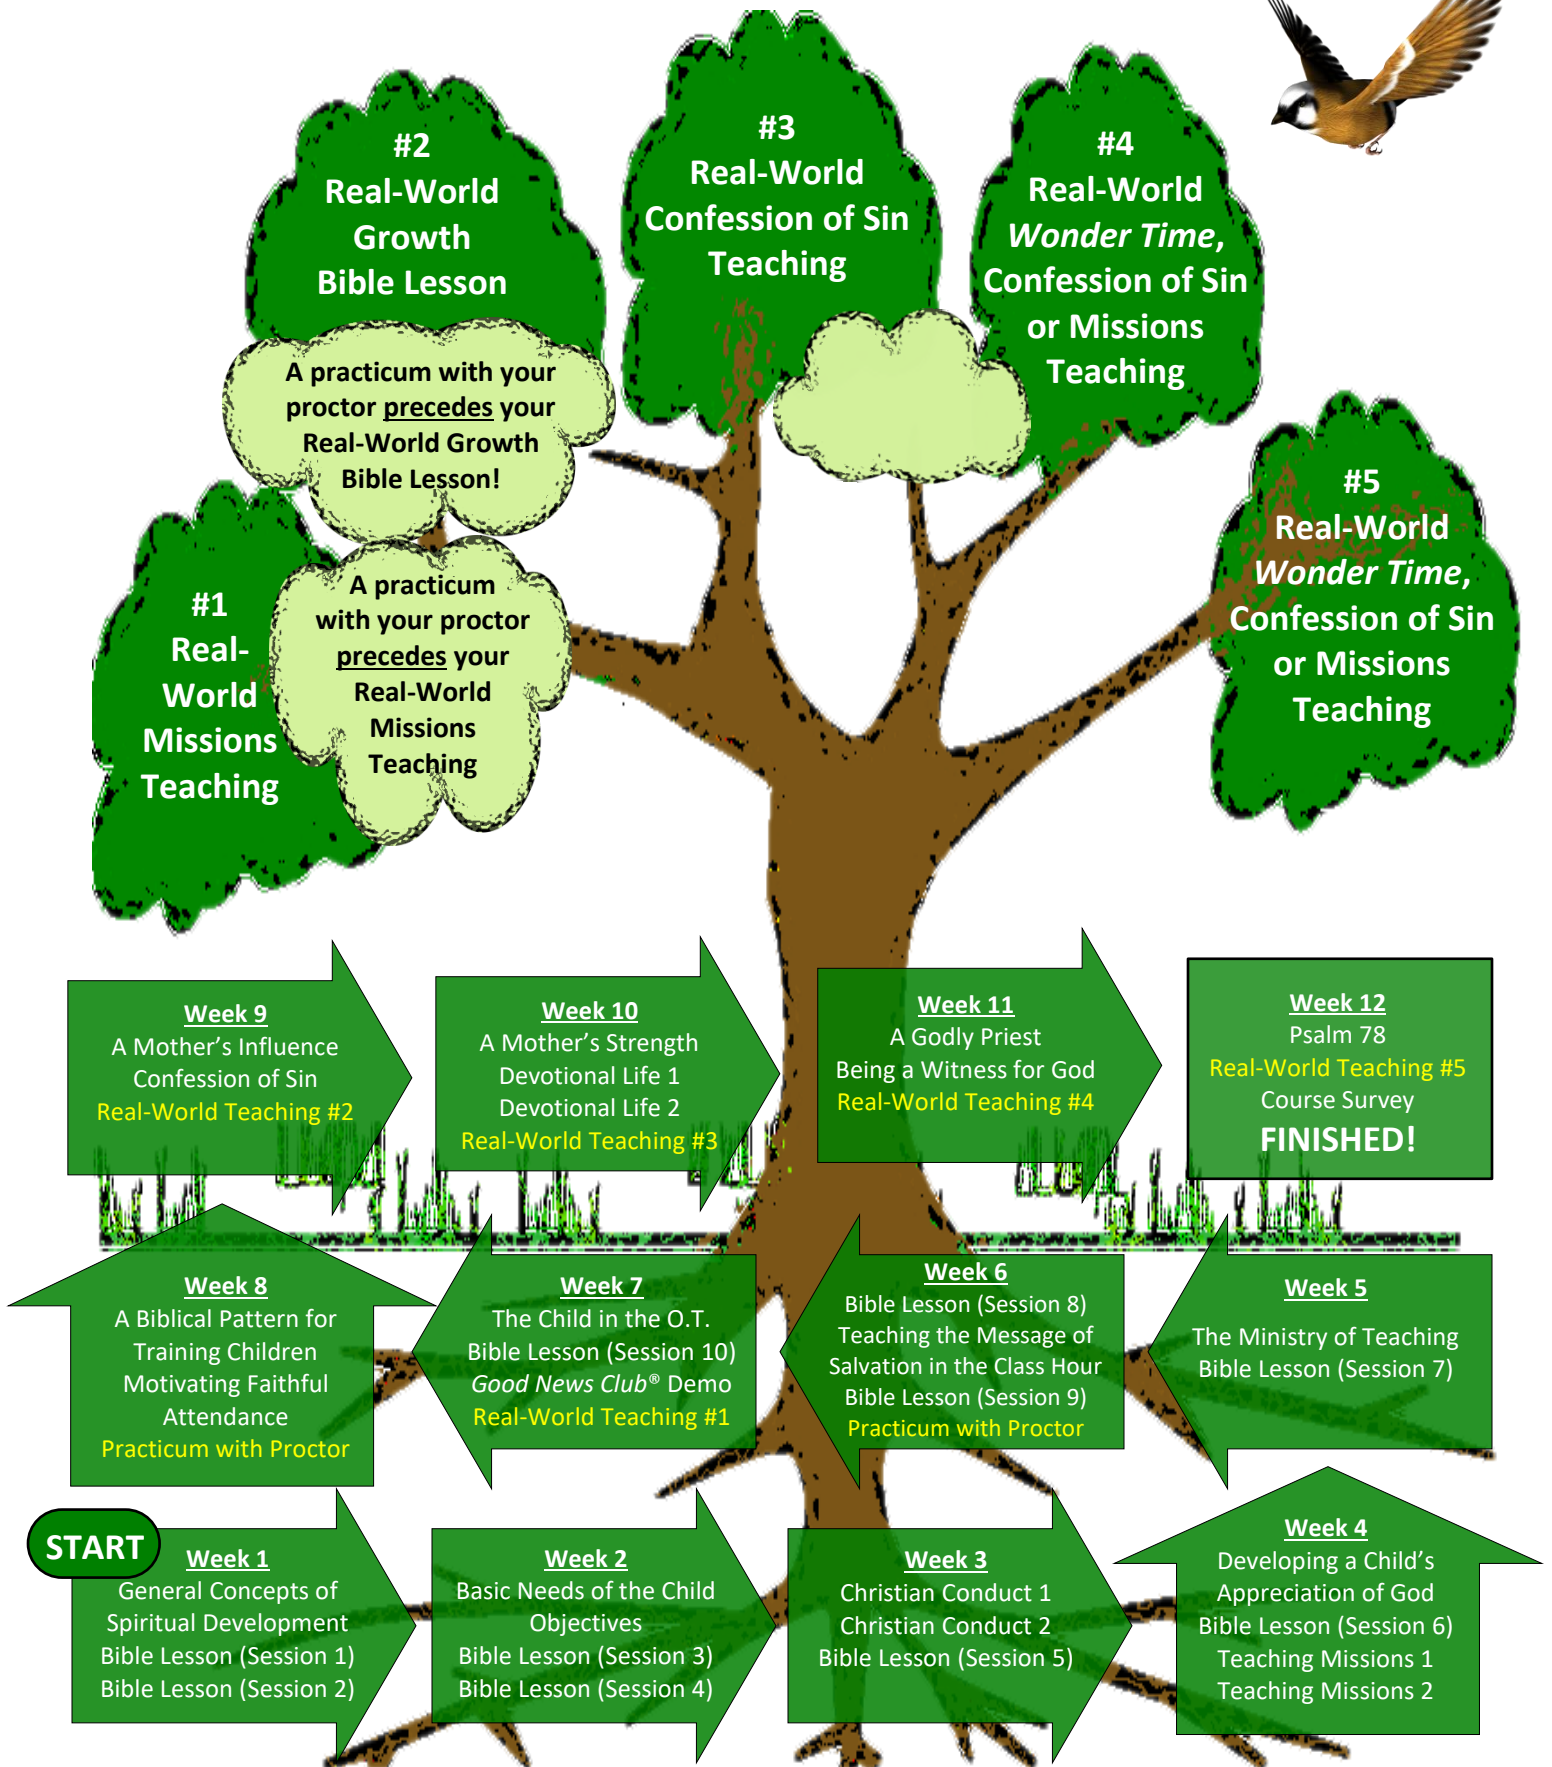 #2
Real-World
Growth
Bible Lesson
#3
Real-World
Confession of Sin
Teaching
#4
Real-World
Wonder Time,
Confession of Sin
or Missions
Teaching
A practicum with your
proctor precedes your
Real-World Growth
Bible Lesson!
#5
Real-World
Wonder Time,
Confession of Sin
or Missions
Teaching
#1
Real-
World
Missions
Teaching
A practicum
with your proctor
precedes your
Real-World
Missions
Teaching
Week 9
A Mother’s Influence
Confession of Sin
Real-World Teaching #2
Week 10
A Mother’s Strength
Devotional Life 1
Devotional Life 2
Real-World Teaching #3
Week 11
A Godly Priest
Being a Witness for God
Real-World Teaching #4
Week 12
Psalm 78
Real-World Teaching #5
Course Survey
FINISHED!
Week 8
A Biblical Pattern for
Training Children
Motivating Faithful
Attendance
Practicum with Proctor
Week 7
The Child in the O.T.
Bible Lesson (Session 10)
Good News Club® Demo
Real-World Teaching #1
Week 6
Bible Lesson (Session 8)
Teaching the Message of
Salvation in the Class Hour
Bible Lesson (Session 9)
Practicum with Proctor
Week 5
The Ministry of Teaching
Bible Lesson (Session 7)
START
Week 1
General Concepts of
Spiritual Development
Bible Lesson (Session 1)
Bible Lesson (Session 2)
Week 2
Basic Needs of the Child
Objectives
Bible Lesson (Session 3)
Bible Lesson (Session 4)
Week 3
Christian Conduct 1
Christian Conduct 2
Bible Lesson (Session 5)
Week 4
Developing a Child’s
Appreciation of God
Bible Lesson (Session 6)
Teaching Missions 1
Teaching Missions 2